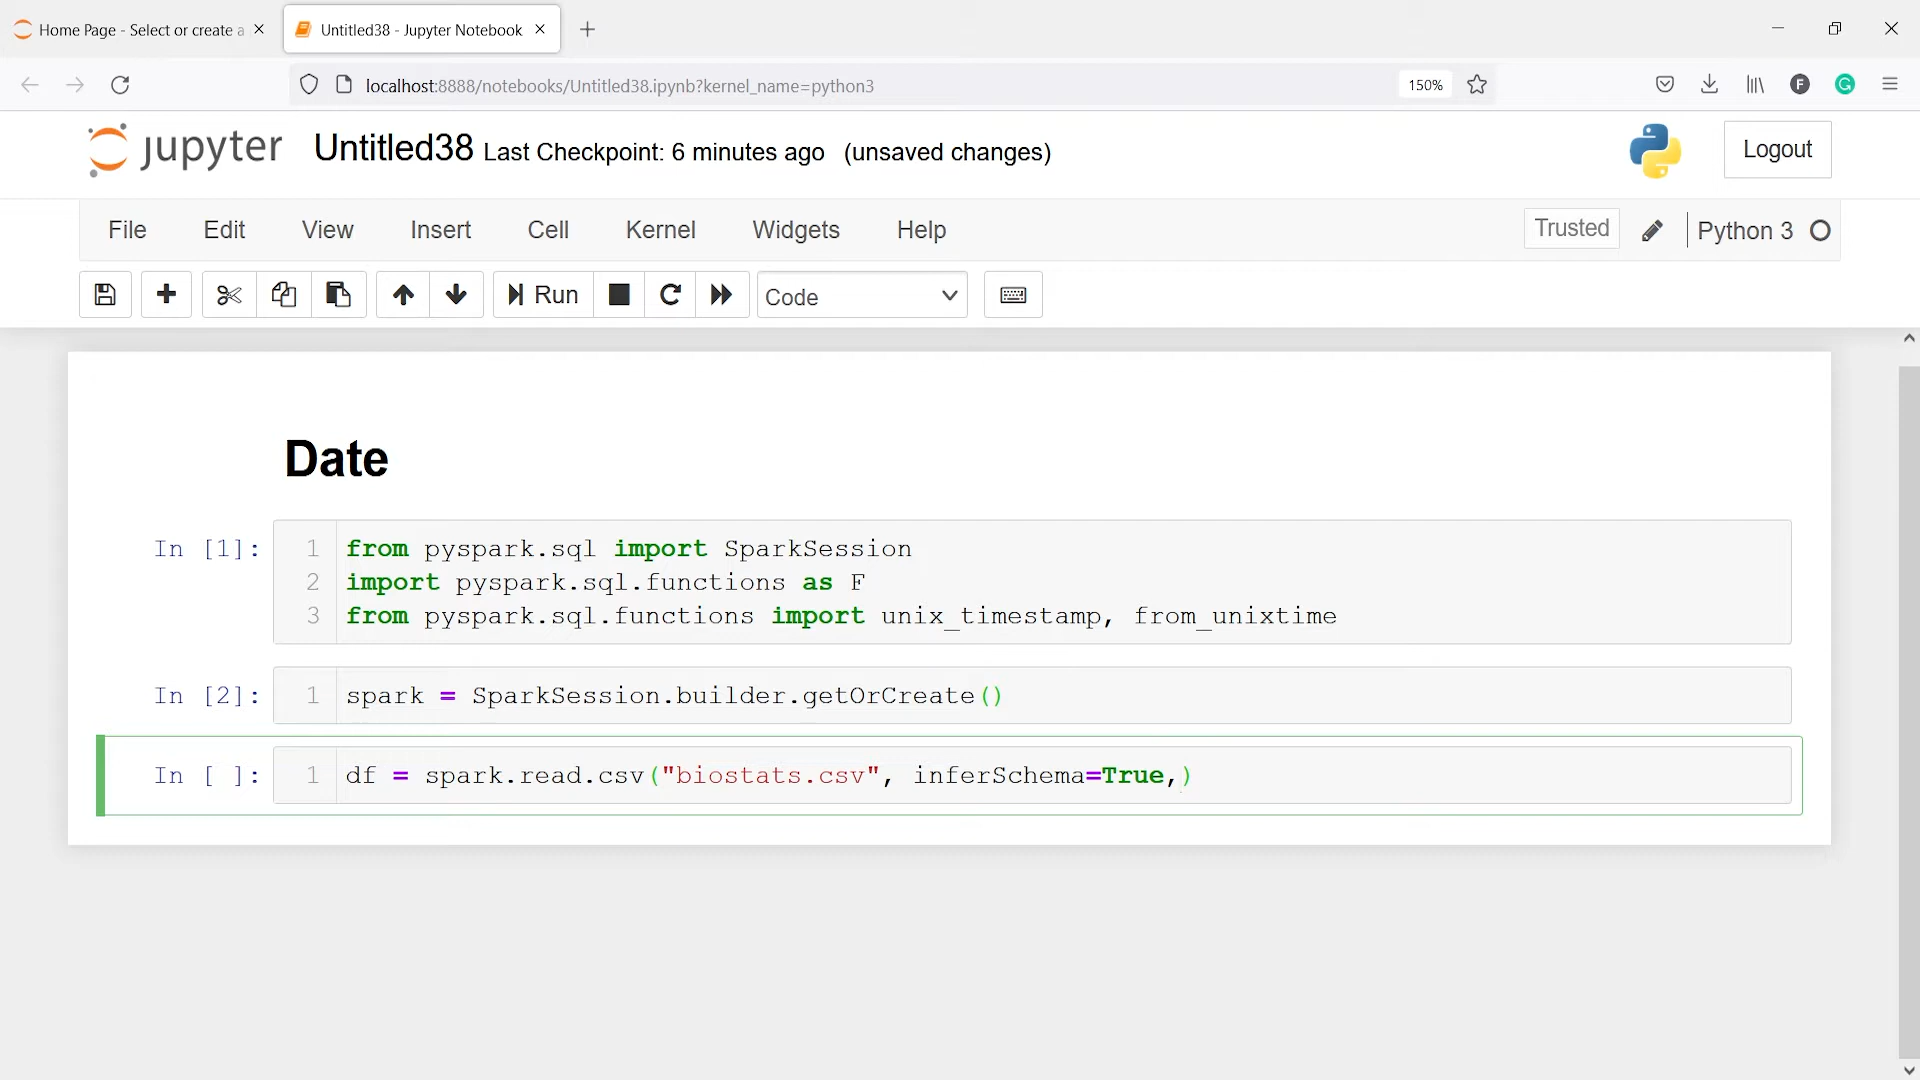 Home Page - Select or create a
Untitled38 - Jupyter Notebook
localhost:8888/notebooks/Untitled38.ipynb?kernel_name=python3
150%
F
G
jupyter Untitled38 Last Checkpoint: 6 minutes ago (unsaved changes)
Logout
File Edit View Insert Cell Kernel Widgets Help
Trusted
Python 3
Run
Code
Date
In [1]:
1 from pyspark.sql import SparkSession
2 import pyspark.sql.functions as F
3 from pyspark.sql.functions import unix_timestamp, from_unixtime
In [2]:
1 spark = SparkSession.builder.getOrCreate()
In [ ]:
1 df = spark.read.csv("biostats.csv", inferSchema=True,)